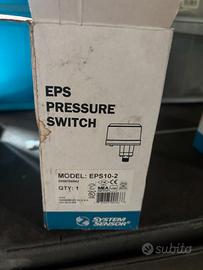 EPS
PRESSURE
SWITCH
MODEL: EPS10-2
QTY: 1
SYSTEM
SENSOR
subito